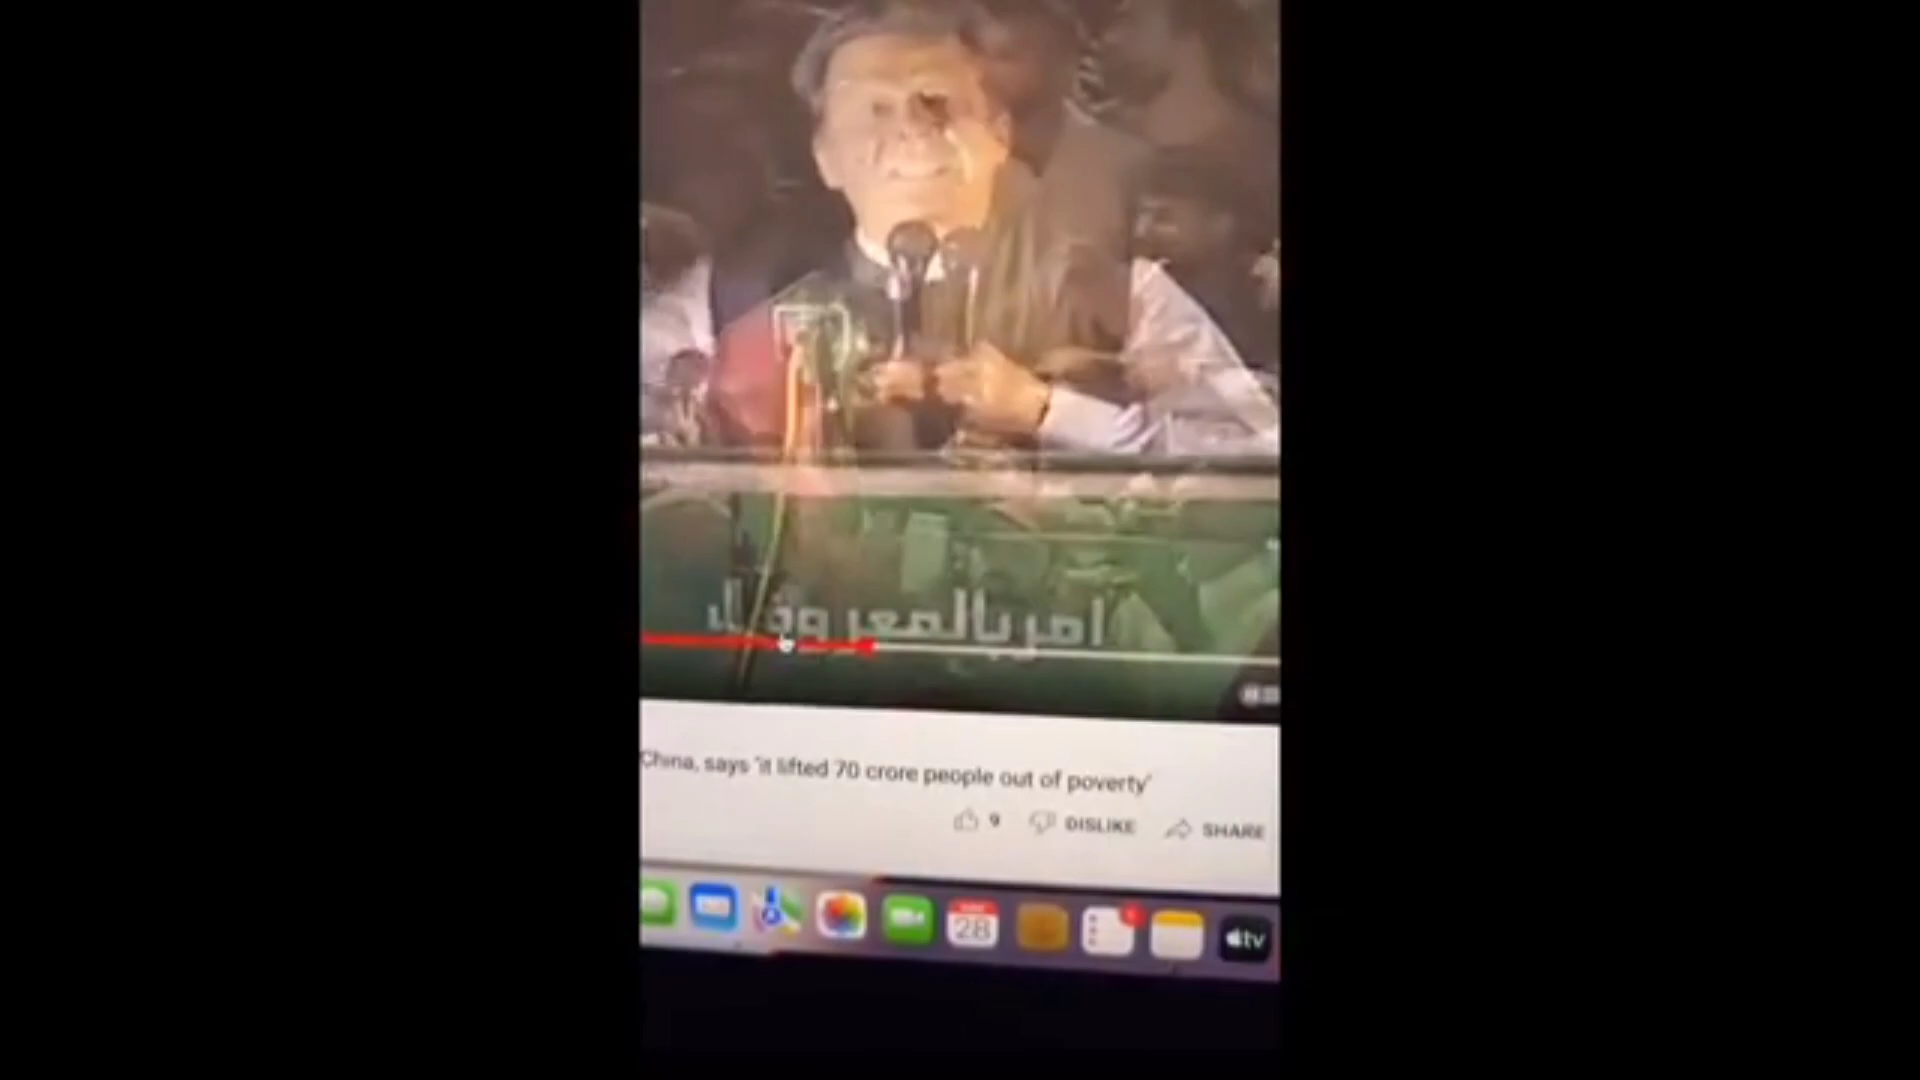 امر بالمعروف
China, says 'it lifted 70 crore people out of poverty'
9 DISLIKE SHARE
28
tv